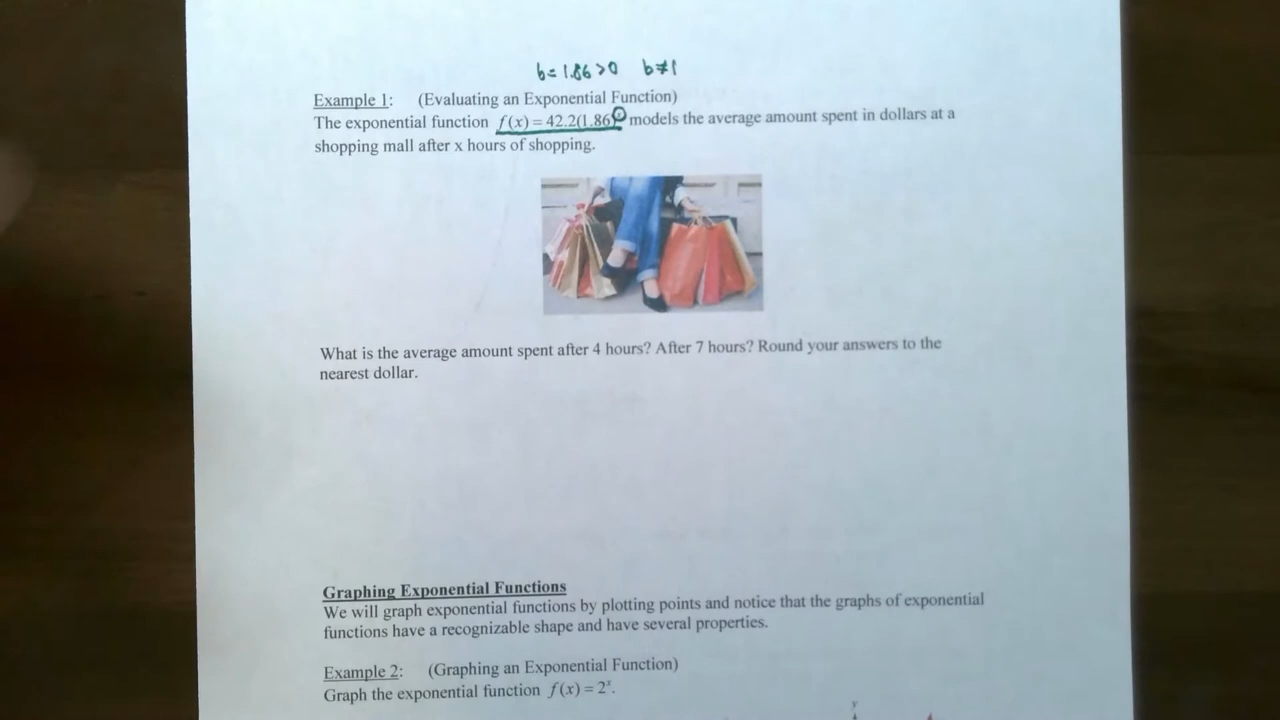 b=1.86>0 b≠1
Example 1: (Evaluating an Exponential Function)
The exponential function f(x) = 42.2(1.86)ˣ models the average amount spent in dollars at a
shopping mall after x hours of shopping.
What is the average amount spent after 4 hours? After 7 hours? Round your answers to the
nearest dollar.
Graphing Exponential Functions
We will graph exponential functions by plotting points and notice that the graphs of exponential
functions have a recognizable shape and have several properties.
Example 2: (Graphing an Exponential Function)
Graph the exponential function f(x) = 2ˣ.
y